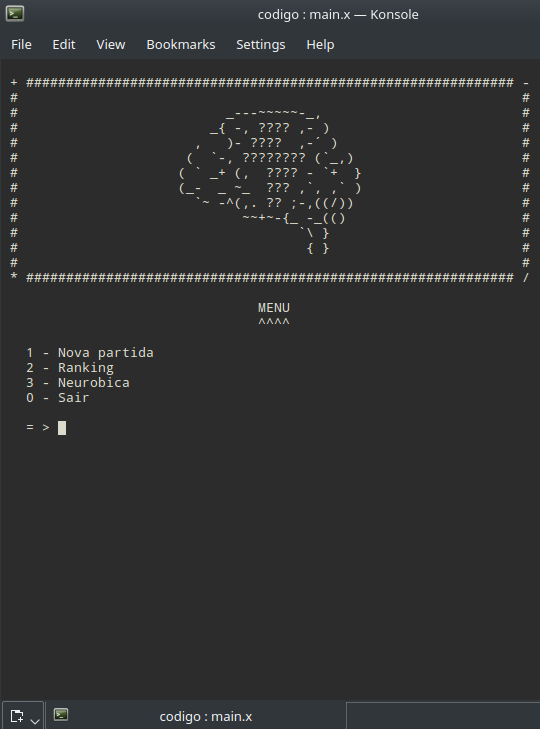 codigo : main.x — Konsole
File Edit View Bookmarks Settings Help
+ ############################################################# -
#                                                               #
#                          _---~~~~~-_,                         #
#                        _{ -, ???? ,- )                        #
#                      ,   )- ????  ,-´ )                       #
#                     (  `-, ???????? (`_,)                     #
#                    ( ` _+ (,  ???? - `+  }                    #
#                    (_-  _ ~_  ??? ,`, ,` )                    #
#                      `~ -^(,. ?? ;-,((/))                     #
#                            ~~+~-{_ -_(()                      #
#                                   `\ }                        #
#                                    { }                        #
#                                                               #
* ############################################################# /
MENU
^^^^
1 - Nova partida
2 - Ranking
3 - Neurobica
0 - Sair
= >
codigo : main.x